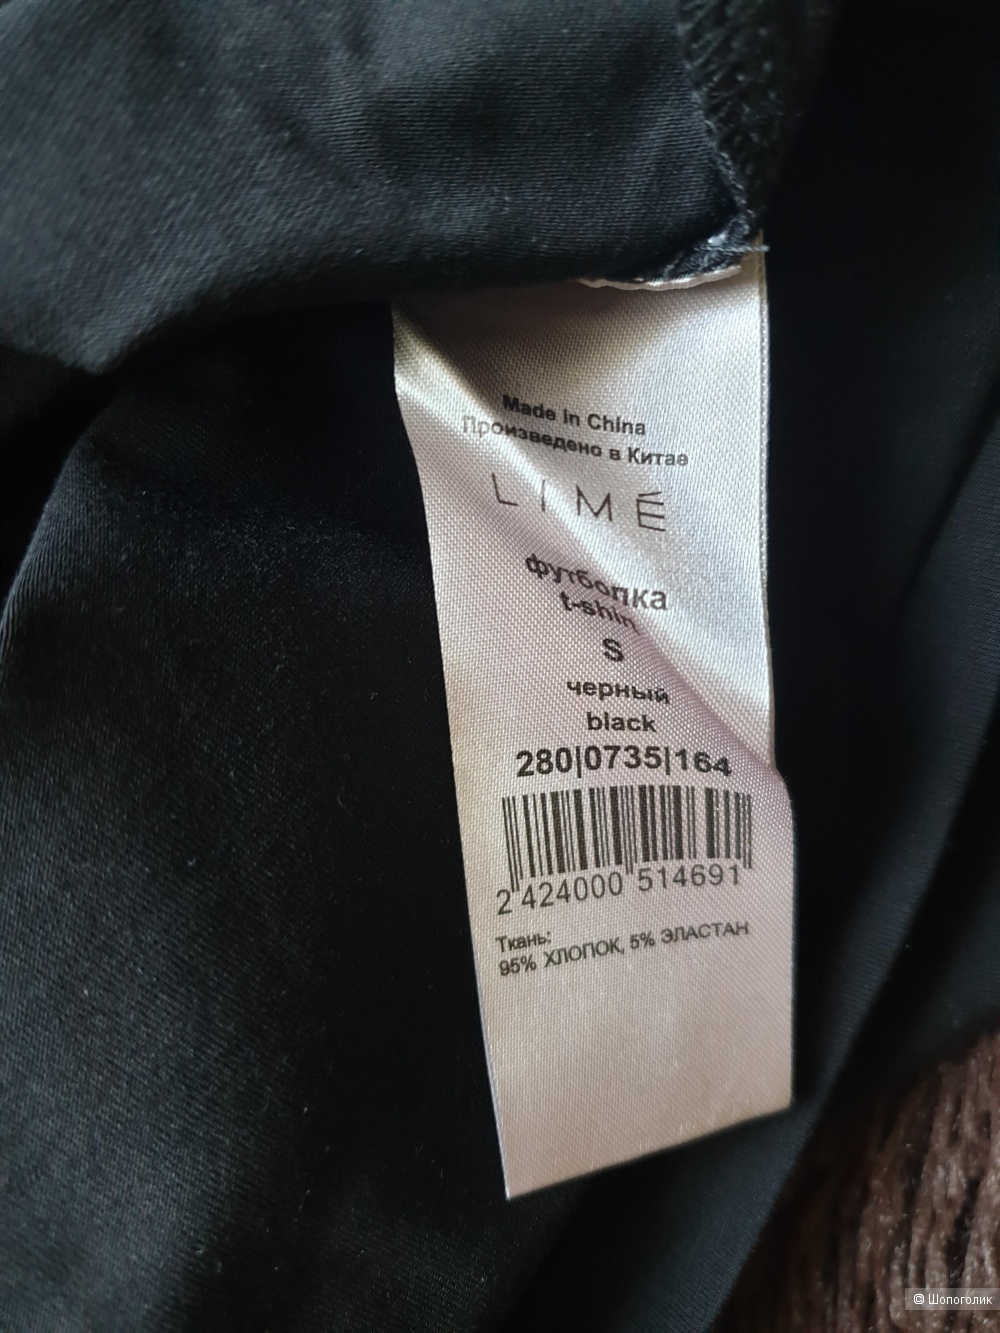 Made in China
Произведено в Китае
LIMÉ
футболка
t-shirt
S
черный
black
280|0735|164
2 424000 514691
Ткань:
95% ХЛОПОК, 5% ЭЛАСТАН
© Шопоголик